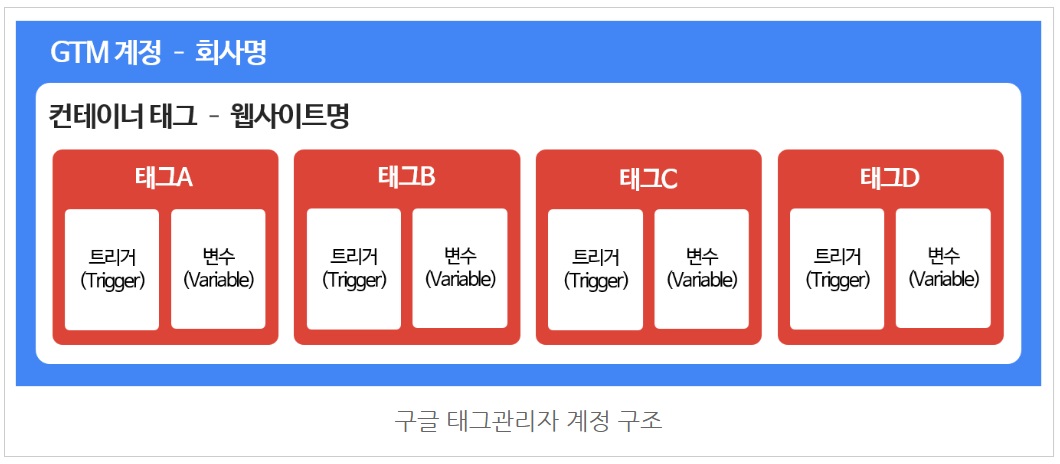 GTM 계정 - 회사명
컨테이너 태그 - 웹사이트명
태그A
트리거
(Trigger)
변수
(Variable)
태그B
트리거
(Trigger)
변수
(Variable)
태그C
트리거
(Trigger)
변수
(Variable)
태그D
트리거
(Trigger)
변수
(Variable)
구글 태그관리자 계정 구조